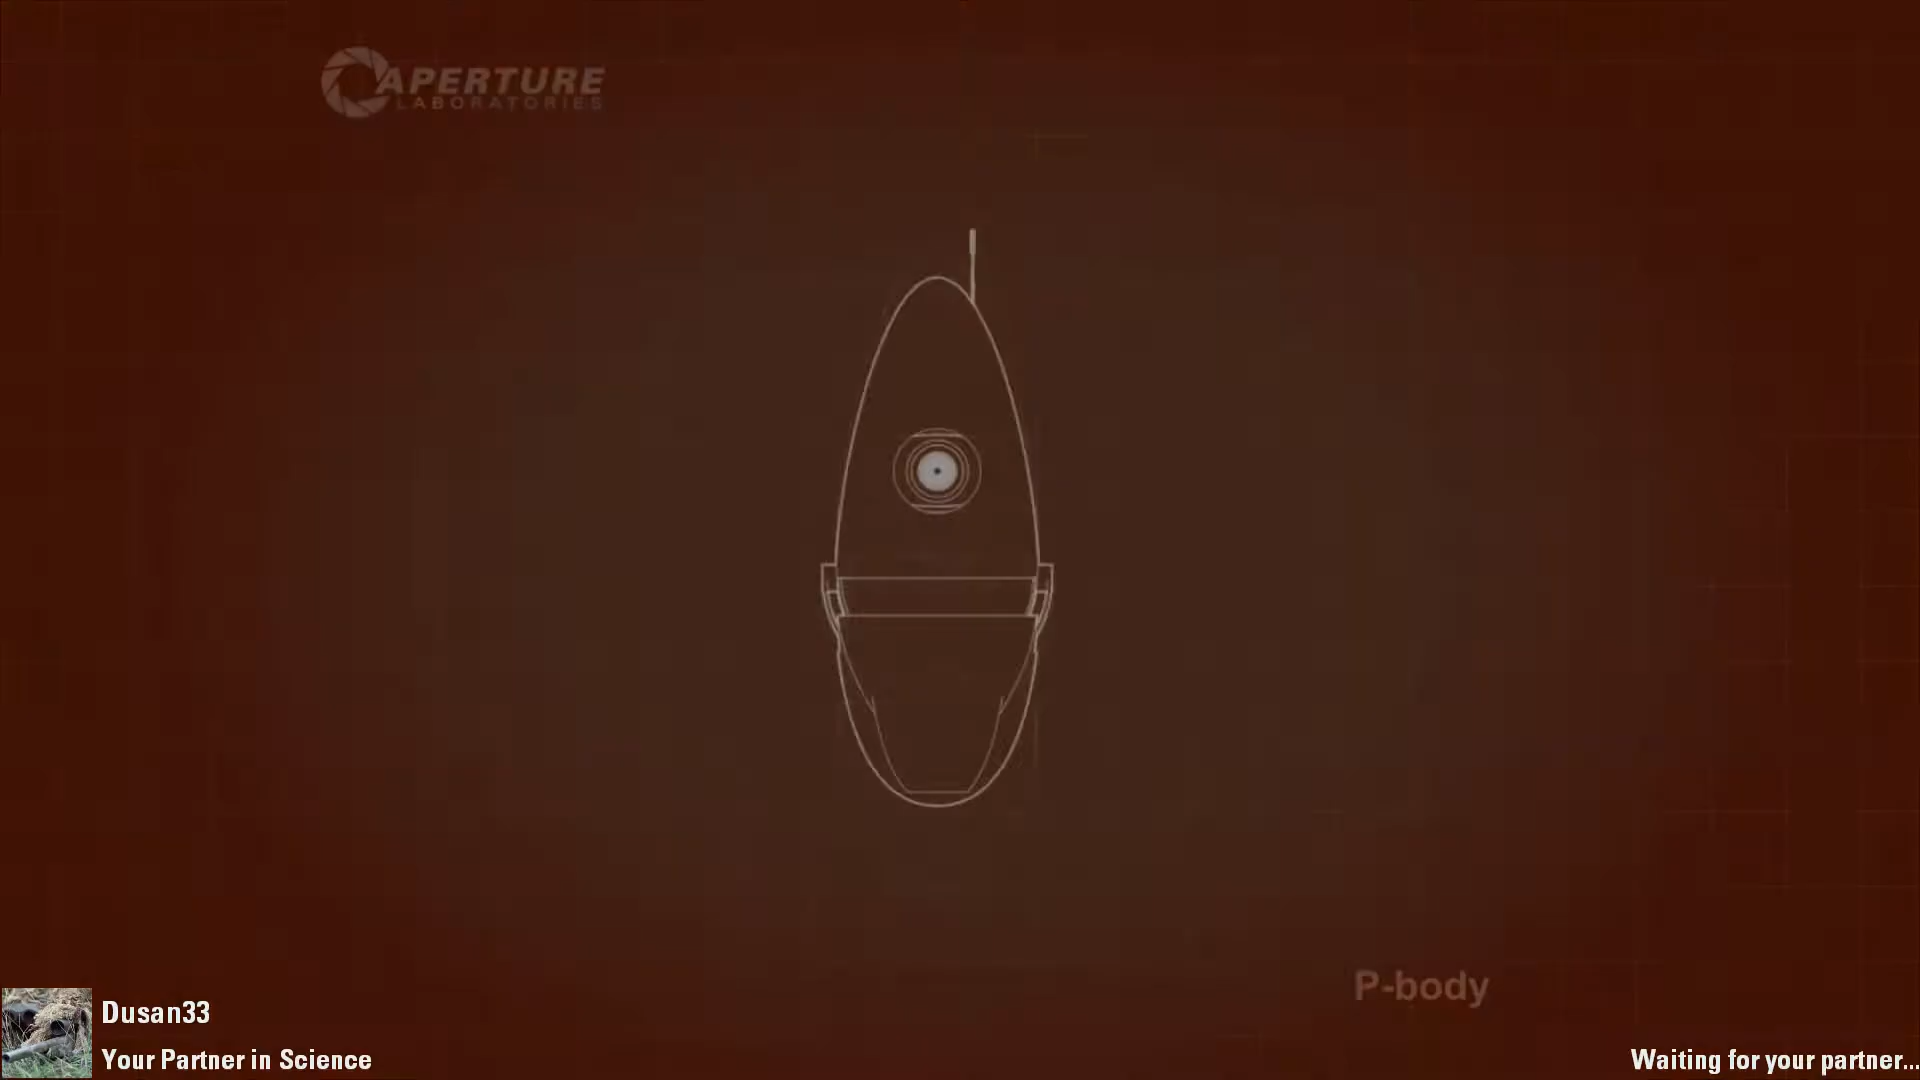 APERTURE
LABORATORIES
P-body
Dusan33
Your Partner in Science
Waiting for your partner...